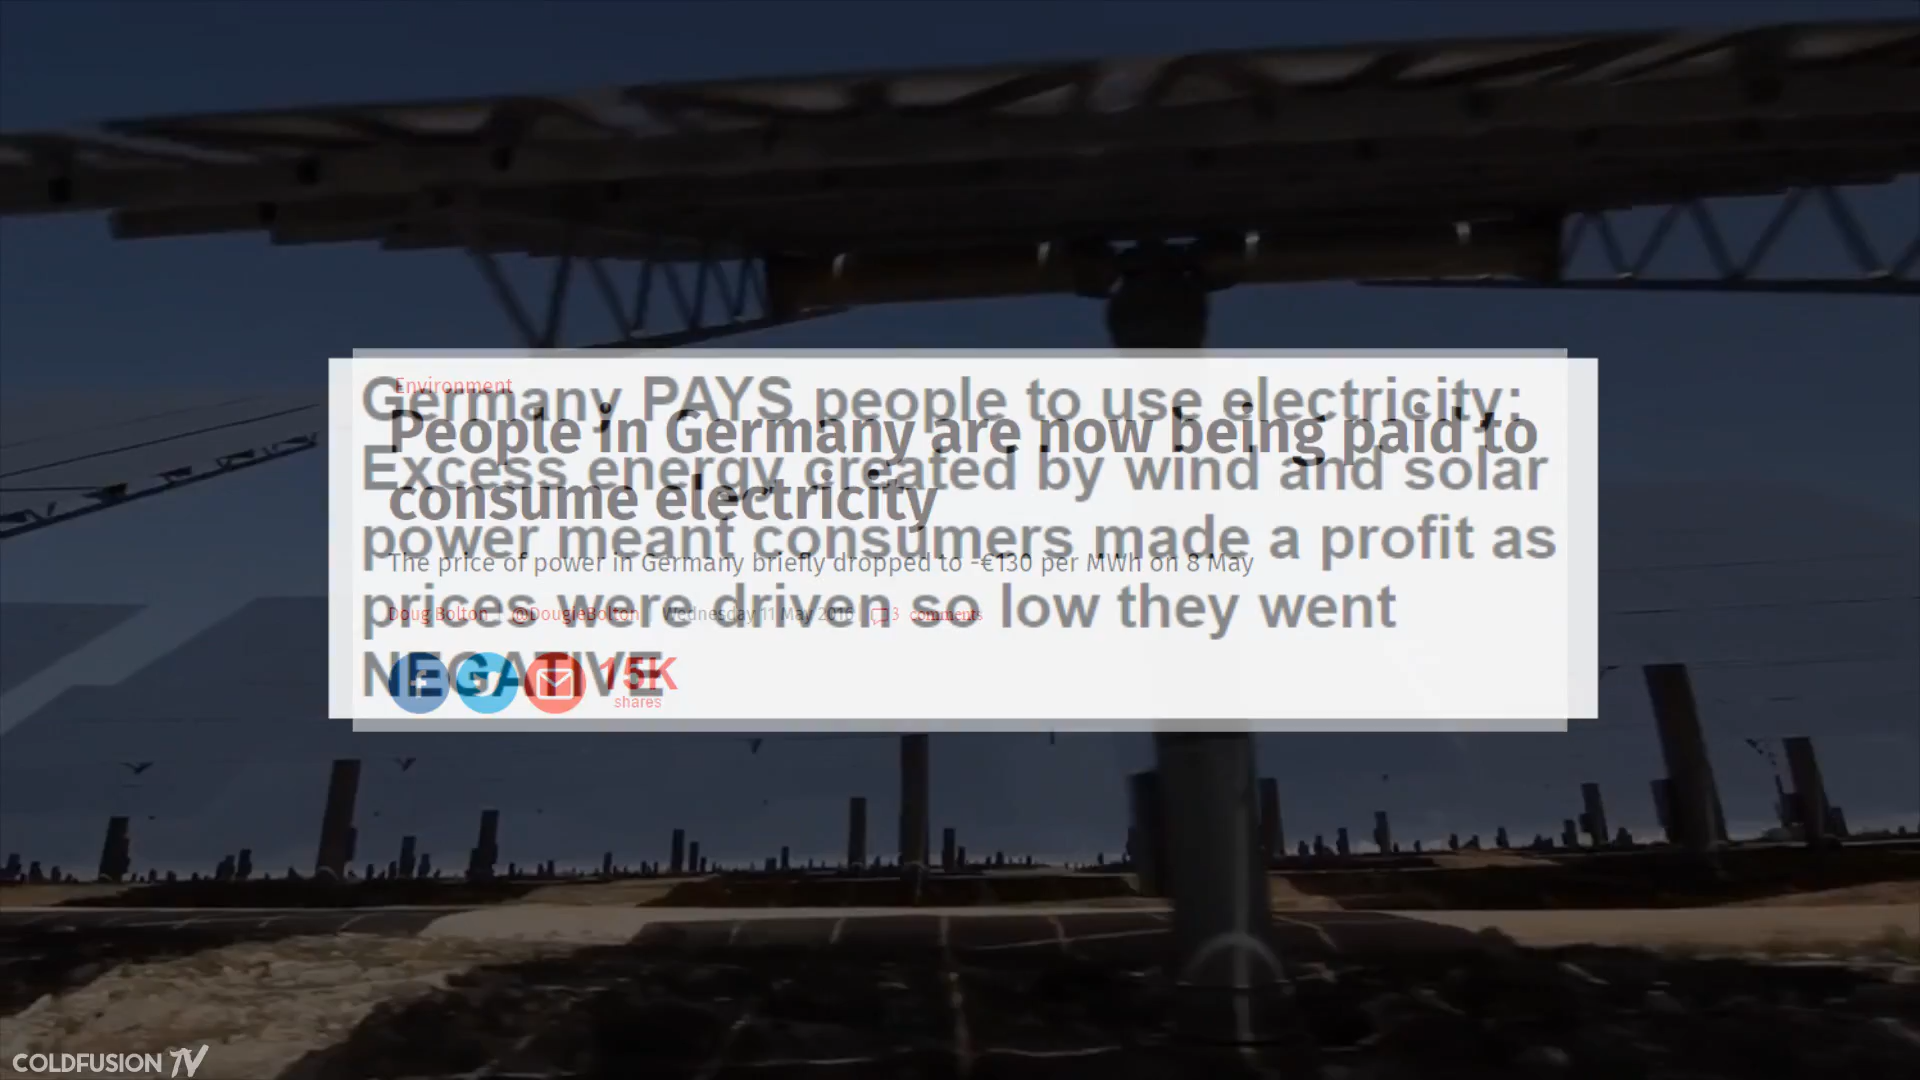 Environment
People in Germany are now being paid to
consume electricity
The price of power in Germany briefly dropped to -€130 per MWh on 8 May
Doug Bolton | @DougieBolton | Wednesday 11 May 2016 | 3 comments
15K
shares
Germany PAYS people to use electricity:
Excess energy created by wind and solar
power meant consumers made a profit as
prices were driven so low they went
NEGATIVE
COLDFUSION TV